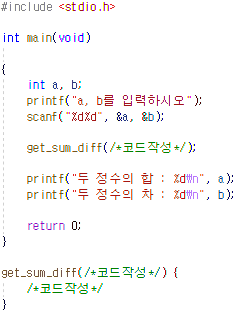 #include <stdio.h>
int main(void)
{
int a, b;
printf("a, b를 입력하시오");
scanf("%d%d", &a, &b);
get_sum_diff(/*코드작성*/);
printf("두 정수의 합 : %d₩n", a);
printf("두 정수의 차 : %d₩n", b);
return 0;
}
get_sum_diff(/*코드작성*/) {
/*코드작성*/
}